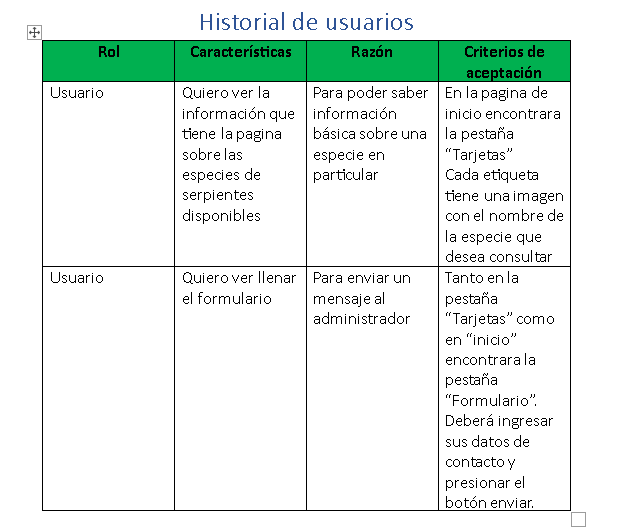 Historial de usuarios
Rol
Características
Razón
Criterios de
aceptación
Usuario
Quiero ver la
información que
tiene la pagina
sobre las
especies de
serpientes
disponibles
Para poder saber
información
básica sobre una
especie en
particular
En la pagina de
inicio encontrara
la pestaña
“Tarjetas”
Cada etiqueta
tiene una imagen
con el nombre de
la especie que
desea consultar
Usuario
Quiero ver llenar
el formulario
Para enviar un
mensaje al
administrador
Tanto en la
pestaña
“Tarjetas” como
en “inicio”
encontrara la
pestaña
“Formulario”.
Deberá ingresar
sus datos de
contacto y
presionar el
botón enviar.